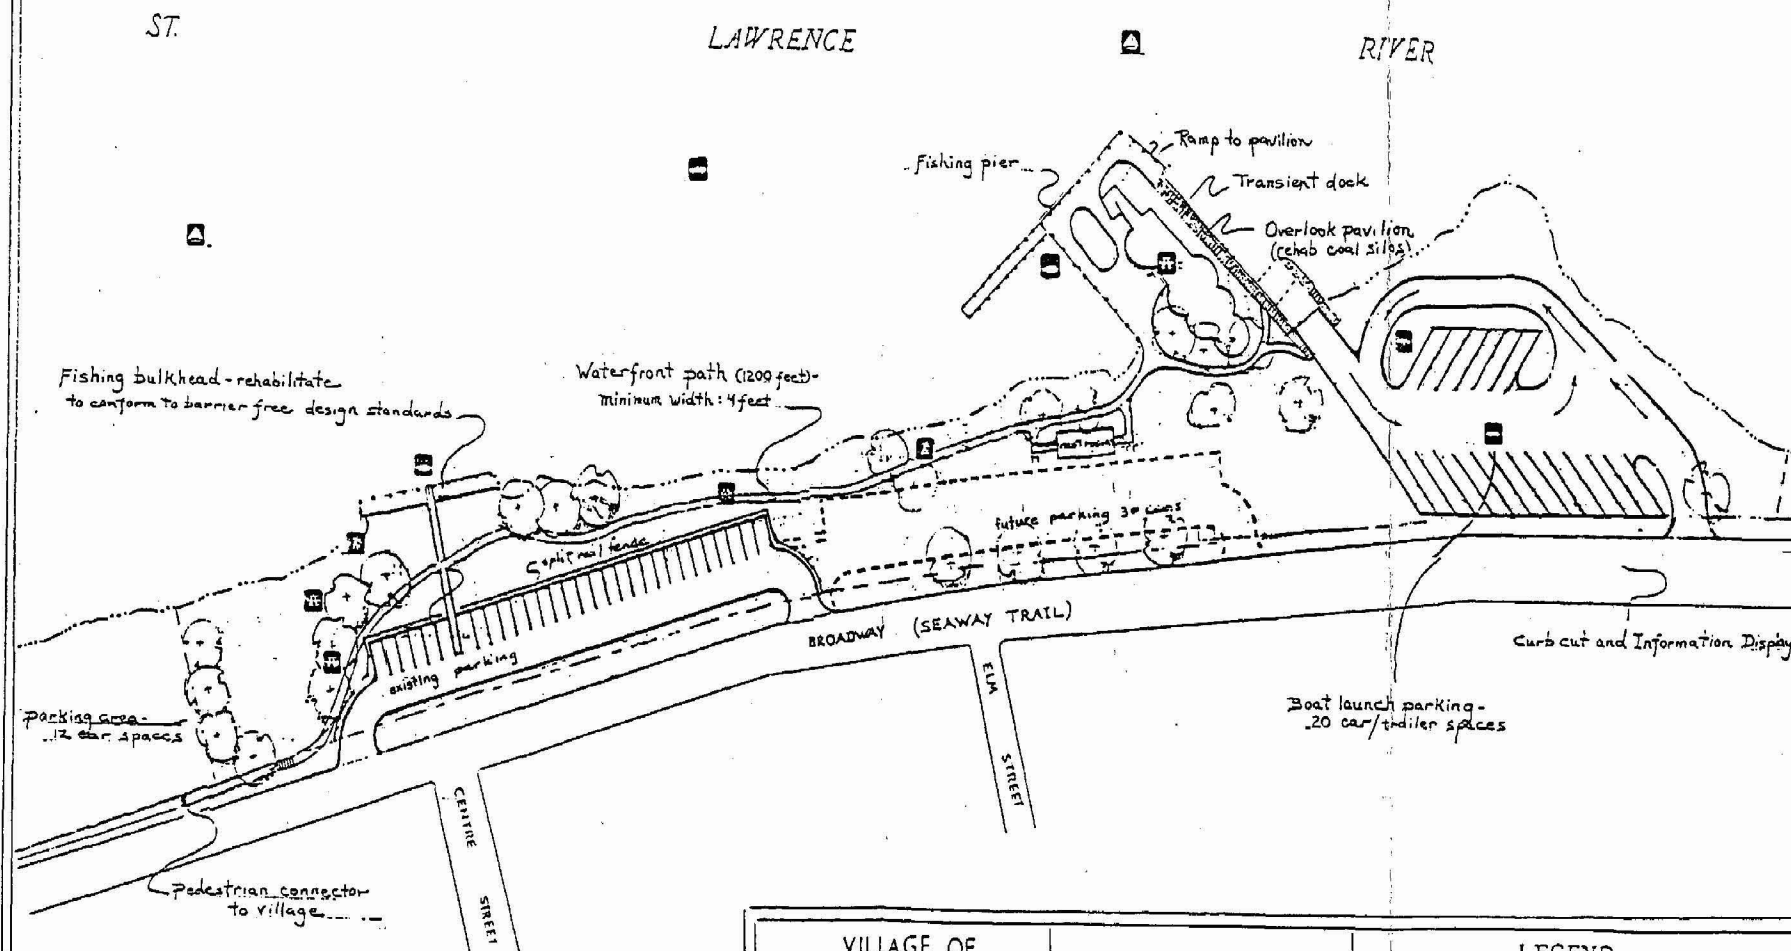 ST.
LAWRENCE
RIVER
Ramp to pavilion
Fishing pier
Transient dock
Overlook pavilion
(rehab coal silos)
Fishing bulkhead - rehabilitate
to conform to barrier free design standards
Waterfront path (1200 feet)-
minimum width: 4 feet
split rail fence
future parking 30 cars
existing parking
BROADWAY (SEAWAY TRAIL)
Curb cut and Information Display
parking area-
12 car spaces
Boat launch parking-
20 car/trailer spaces
ELM
STREET
CENTRE
STREET
Pedestrian connector
to village
VILLAGE OF
LEGEND